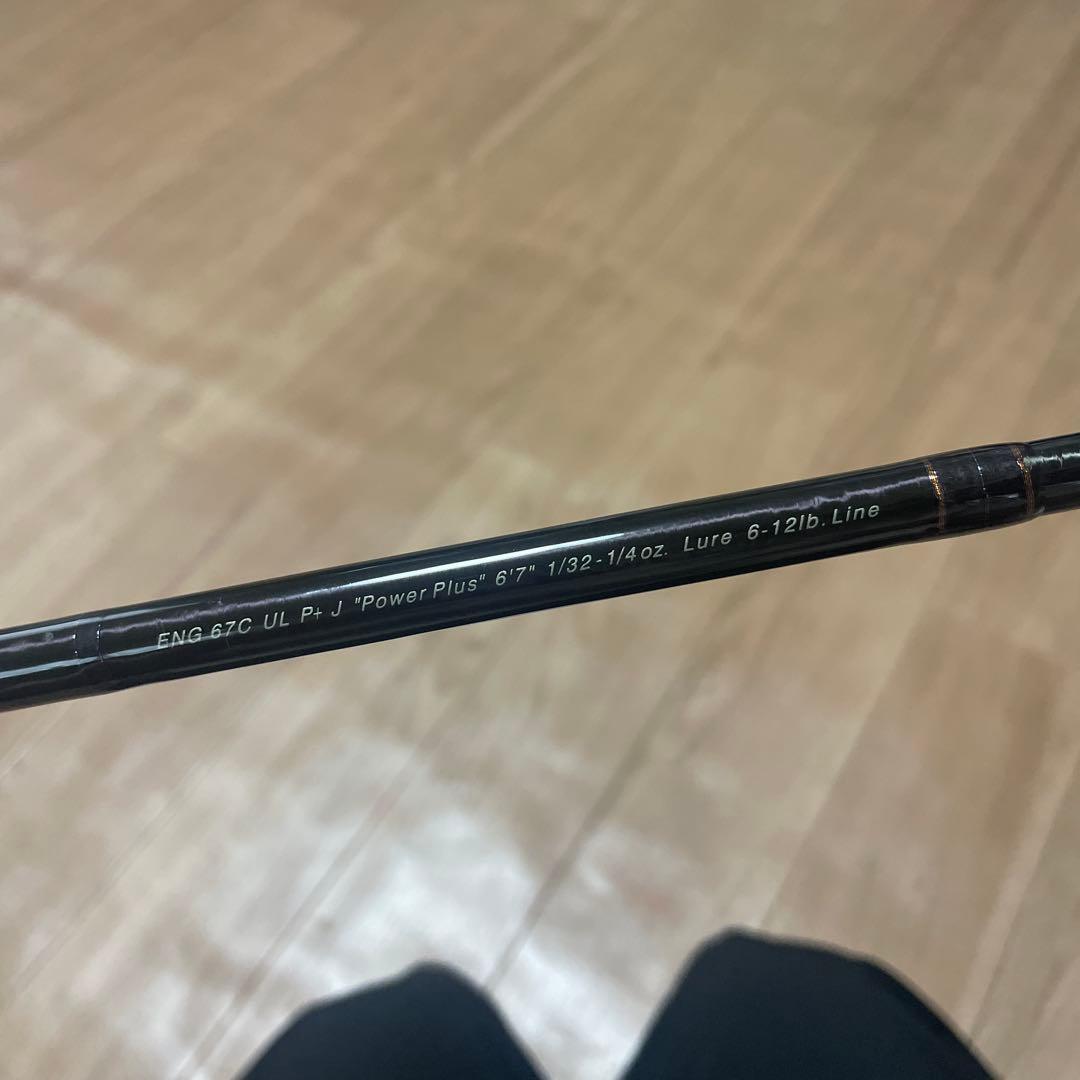 ENG 67C UL P+ J "Power Plus" 6'7" 1/32-1/4oz. Lure 6-12lb. Line